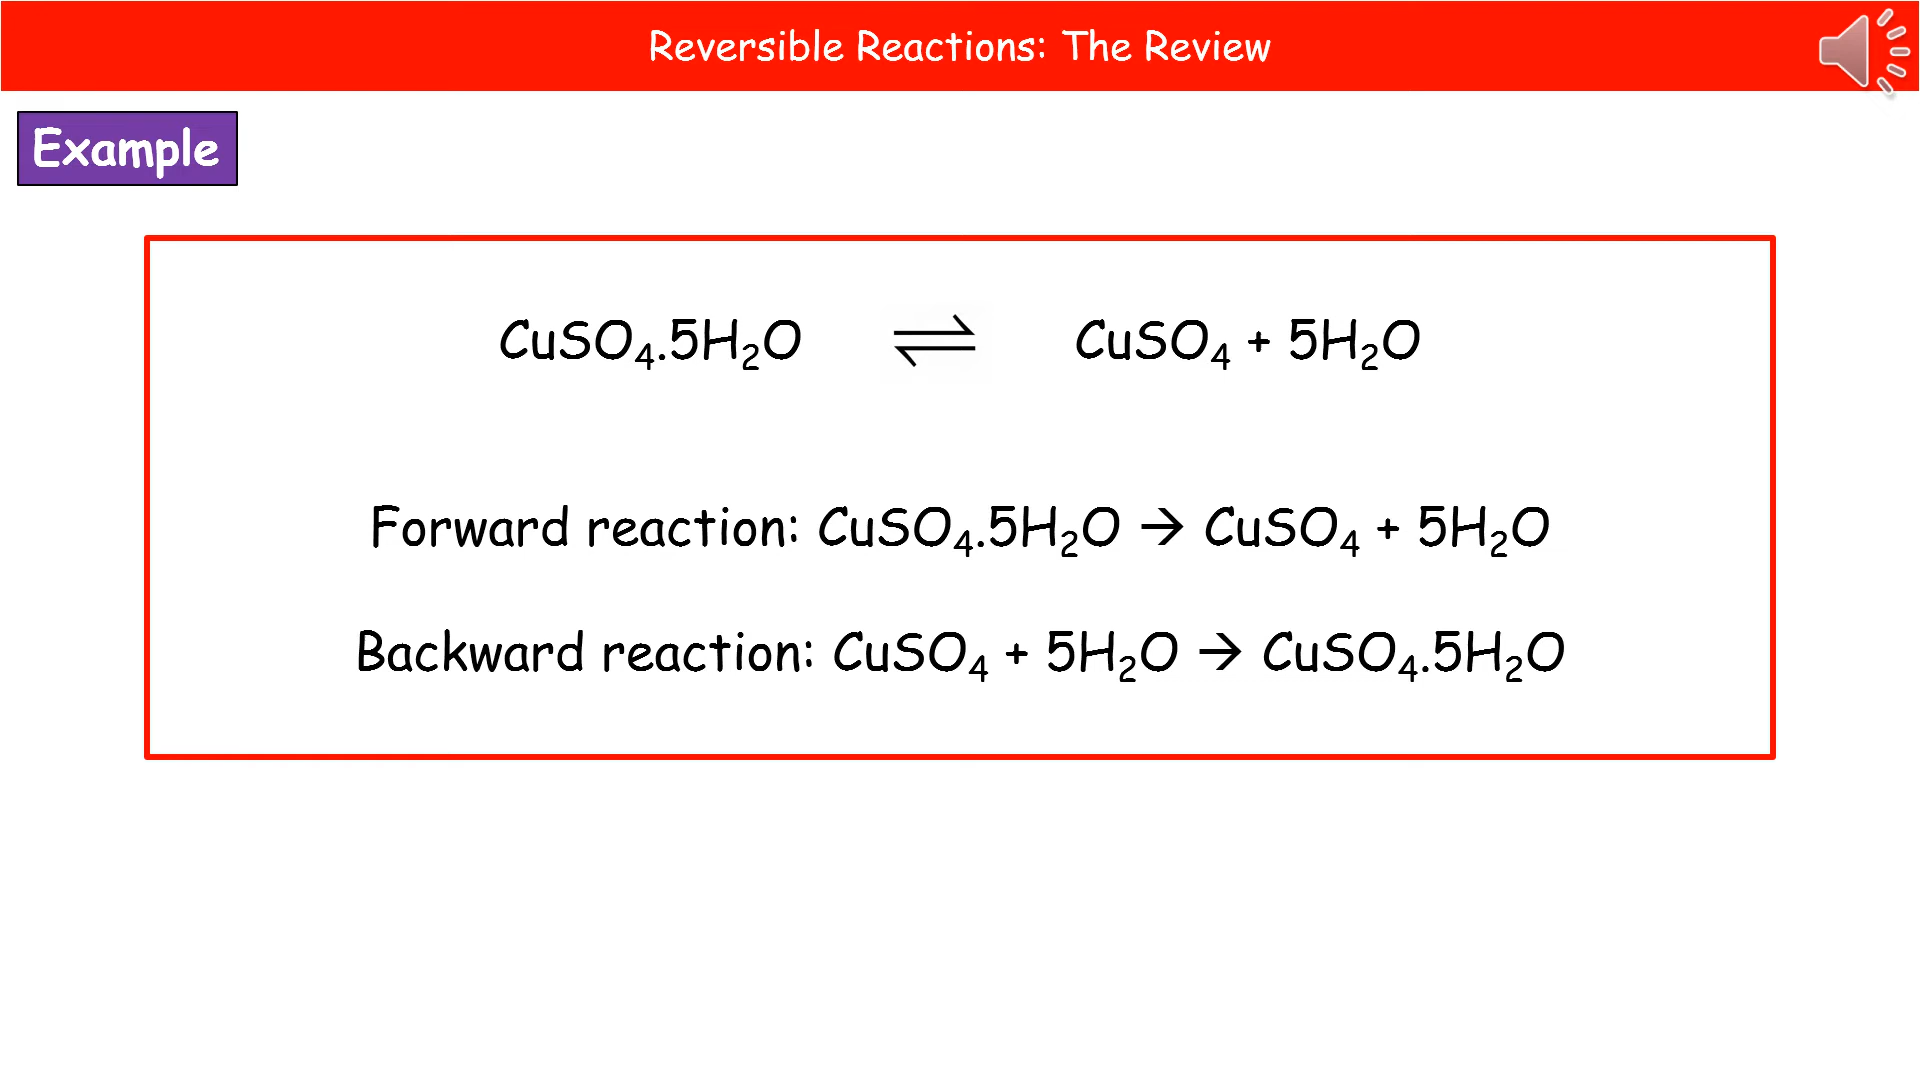 Reversible Reactions: The Review
Example
CuSO₄.5H₂O ⇌ CuSO₄ + 5H₂O
Forward reaction: CuSO₄.5H₂O → CuSO₄ + 5H₂O
Backward reaction: CuSO₄ + 5H₂O → CuSO₄.5H₂O